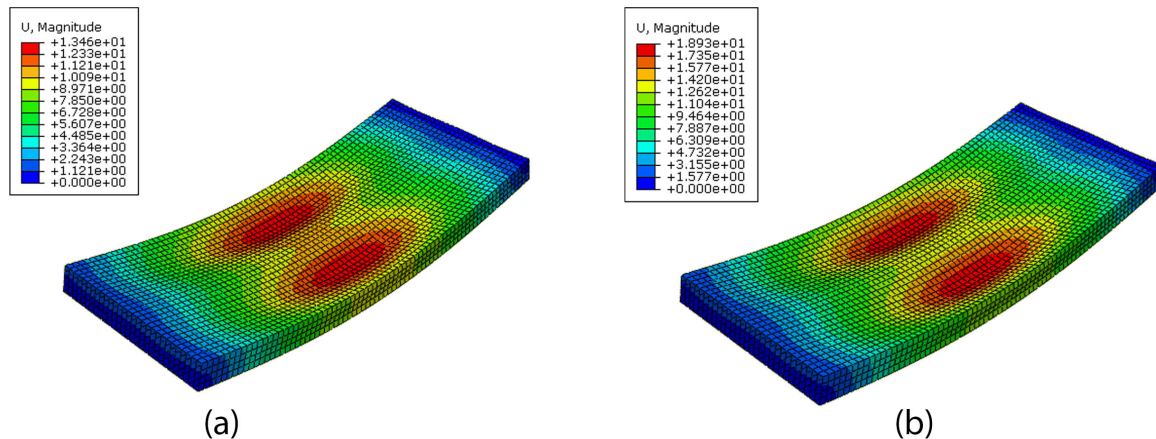 U, Magnitude
+1.346e+01
+1.233e+01
+1.121e+01
+1.009e+01
+8.971e+00
+7.850e+00
+6.728e+00
+5.607e+00
+4.485e+00
+3.364e+00
+2.243e+00
+1.121e+00
+0.000e+00
(a)
U, Magnitude
+1.893e+01
+1.735e+01
+1.577e+01
+1.420e+01
+1.262e+01
+1.104e+01
+9.464e+00
+7.887e+00
+6.309e+00
+4.732e+00
+3.155e+00
+1.577e+00
+0.000e+00
(b)